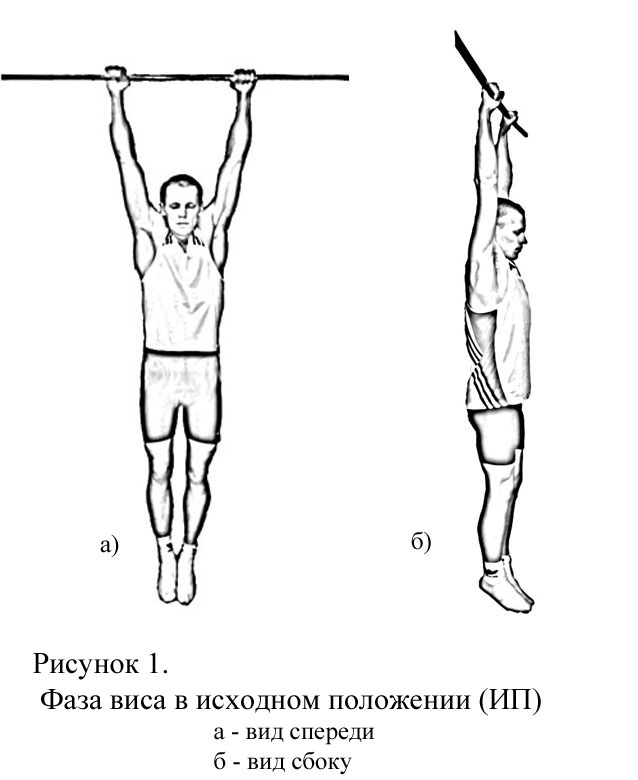 а)
б)
Рисунок 1.
Фаза виса в исходном положении (ИП)
а - вид спереди
б - вид сбоку